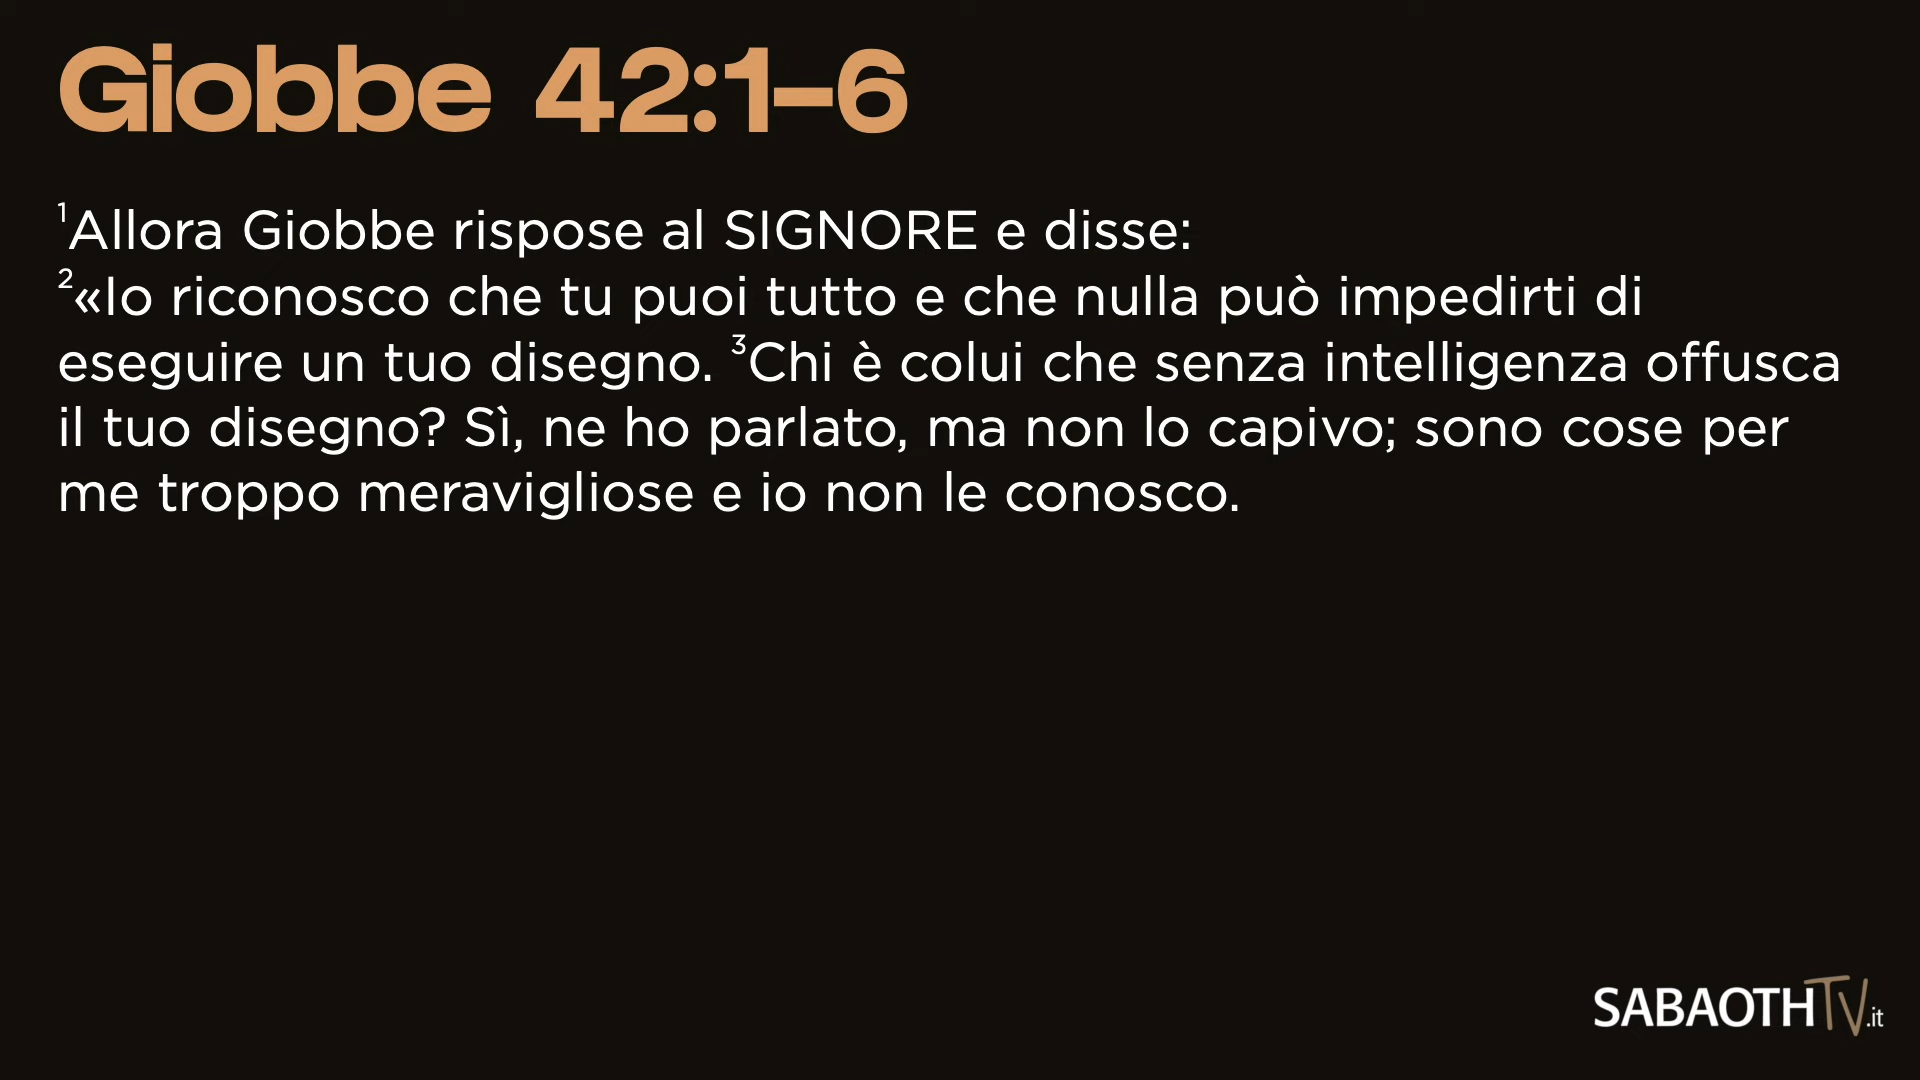 Giobbe 42:1–6
¹Allora Giobbe rispose al SIGNORE e disse:
²«Io riconosco che tu puoi tutto e che nulla può impedirti di
eseguire un tuo disegno. ³Chi è colui che senza intelligenza offusca
il tuo disegno? Sì, ne ho parlato, ma non lo capivo; sono cose per
me troppo meravigliose e io non le conosco.
SABAOTHTV.it